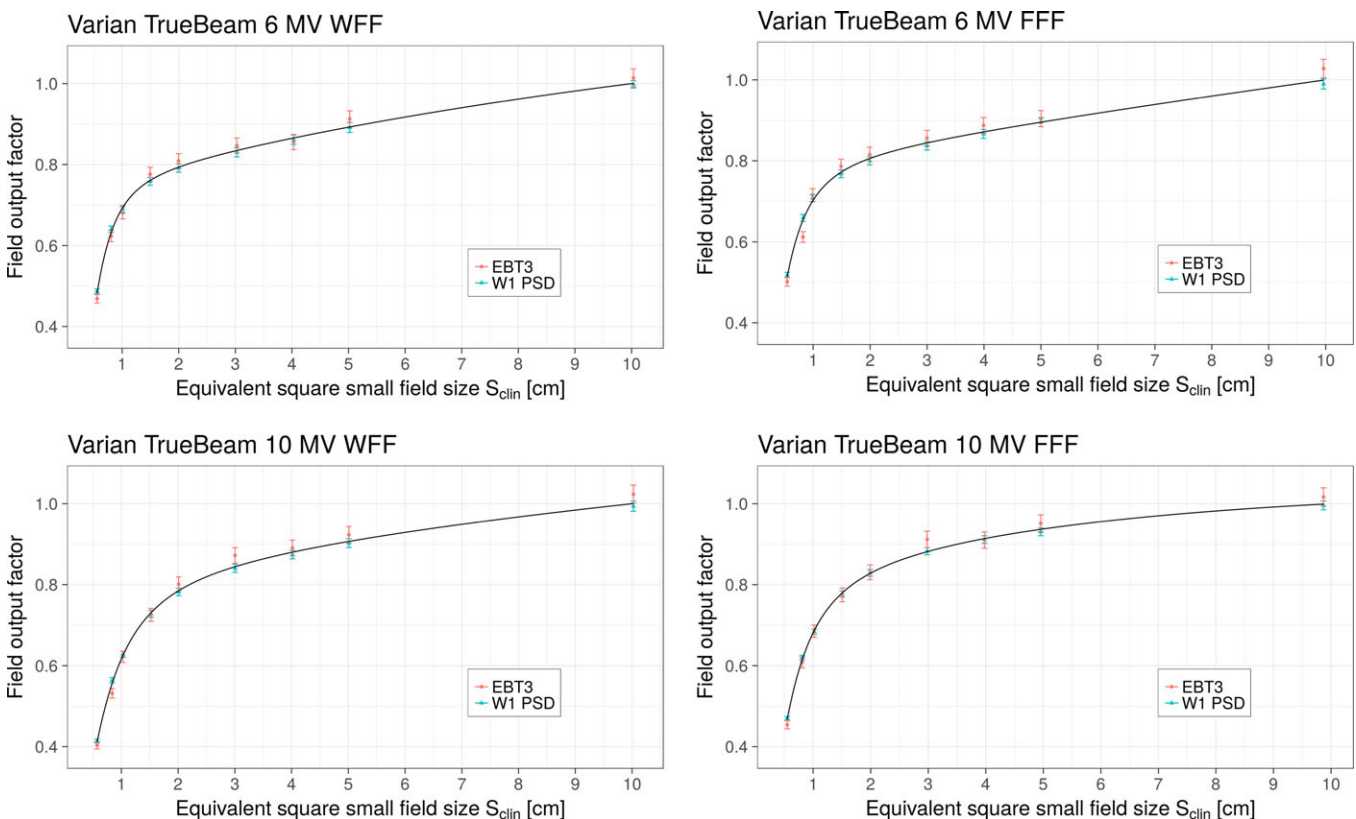 Varian TrueBeam 6 MV WFF
Field output factor
1.0
0.8
0.6
0.4
EBT3
W1 PSD
1 2 3 4 5 6 7 8 9 10
Equivalent square small field size Sclin [cm]
Varian TrueBeam 6 MV FFF
Field output factor
1.0
0.8
0.6
0.4
EBT3
W1 PSD
1 2 3 4 5 6 7 8 9 10
Equivalent square small field size Sclin [cm]
Varian TrueBeam 10 MV WFF
Field output factor
1.0
0.8
0.6
0.4
EBT3
W1 PSD
1 2 3 4 5 6 7 8 9 10
Equivalent square small field size Sclin [cm]
Varian TrueBeam 10 MV FFF
Field output factor
1.0
0.8
0.6
0.4
EBT3
W1 PSD
1 2 3 4 5 6 7 8 9 10
Equivalent square small field size Sclin [cm]